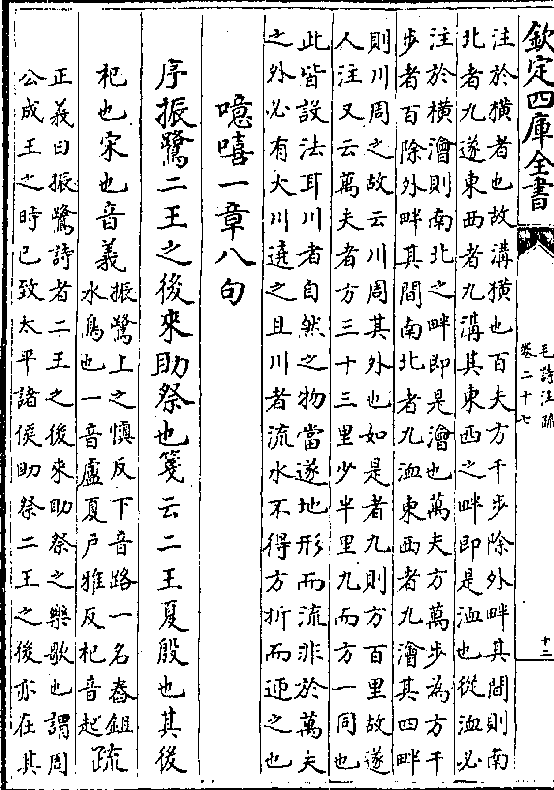 欽定四庫全書
毛詩注疏
卷二十七
十三
注於橫者也故溝橫也百夫方千步除外畔其間則南
北者九遂東西者九溝其東西之畔即是洫也從洫必
注於橫澮則南北之畔即是澮也萬夫方萬步為方千
步者百除外畔其間南北者九洫東西者九澮其四畔
則川周之故云川周其外也如是者九則方百里故遂
人注又云萬夫者方三十三里少半里九而方一同也
此皆設法耳川者自然之物當遂地形而流非於萬夫
之外必有大川遶之且川者流水不得方折而迊之也
噫嘻一章八句
序振鷺二王之後來助祭也箋云二王夏殷也其後
杞也宋也音義
振鷺上之慎反下音路一名舂鉏
水鳥也一音盧夏戸雅反杞音起
疏
正義曰振鷺詩者二王之後來助祭之樂歌也謂周
公成王之時已致太平諸侯助祭二王之後亦在其